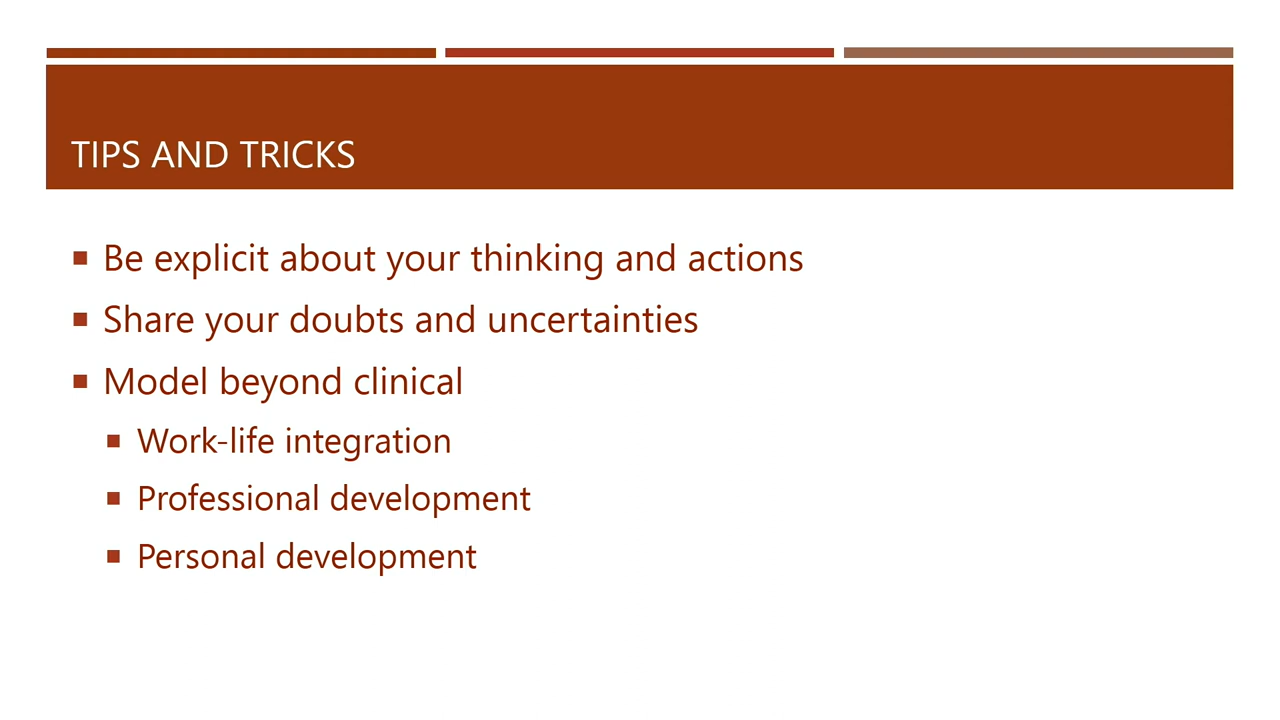 TIPS AND TRICKS
Be explicit about your thinking and actions
Share your doubts and uncertainties
Model beyond clinical
Work-life integration
Professional development
Personal development